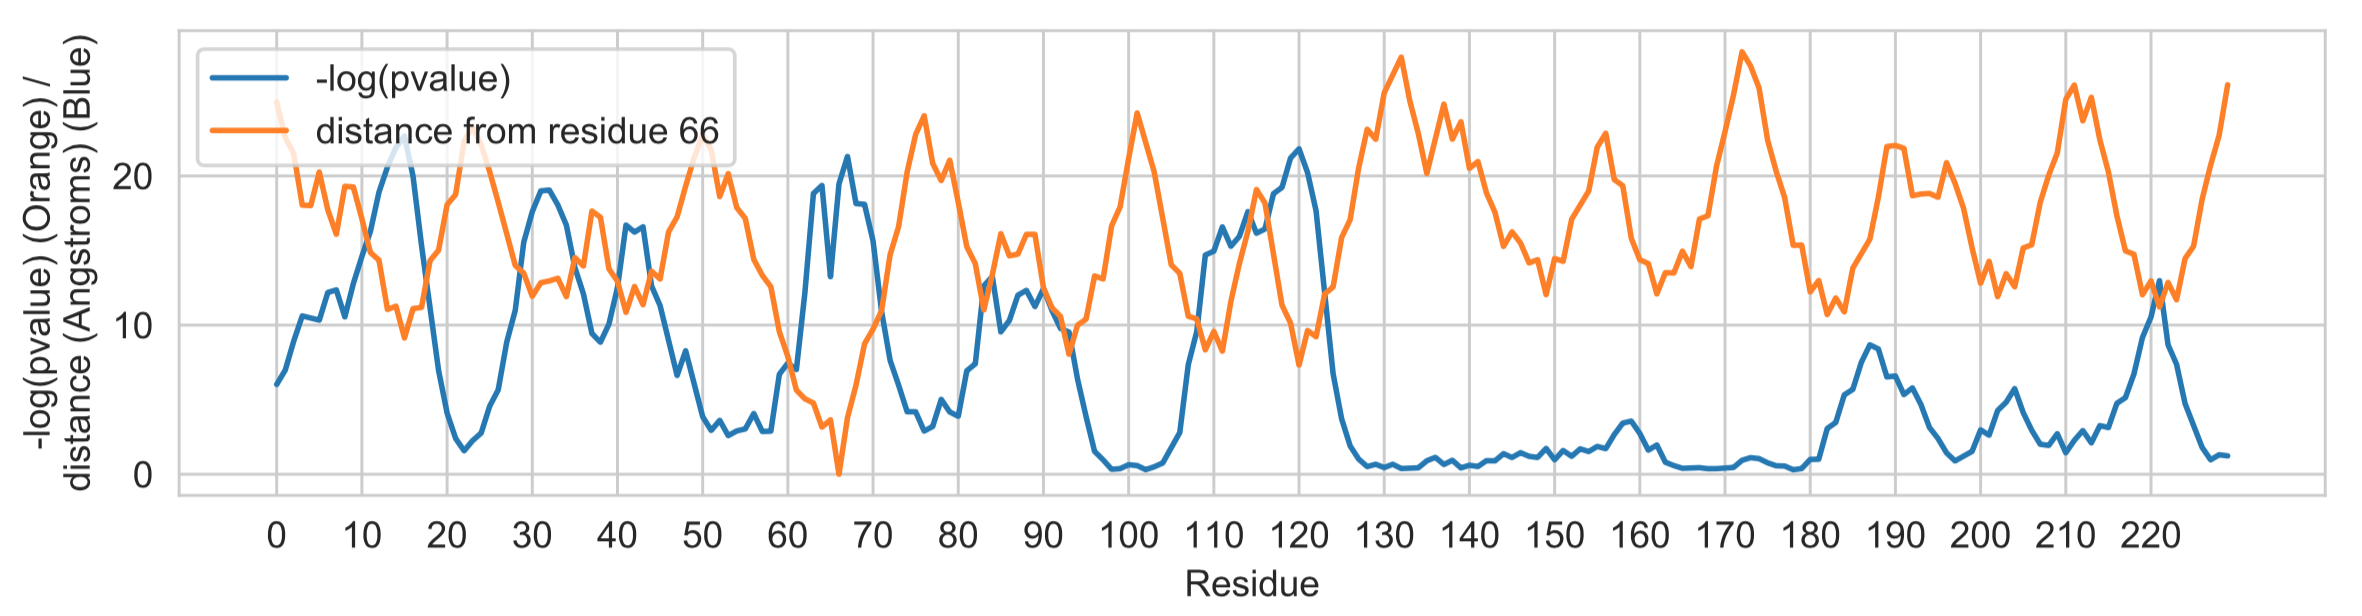 -log(pvalue) (Orange) /
distance (Angstroms) (Blue)
-log(pvalue)
distance from residue 66
20
10
0
0 10 20 30 40 50 60 70 80 90 100 110 120 130 140 150 160 170 180 190 200 210 220
Residue